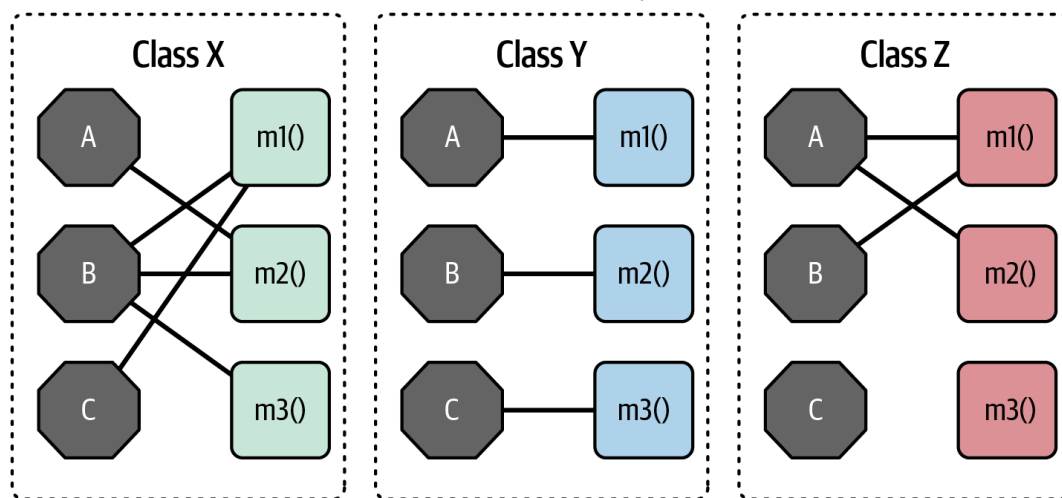 Class X
A
m1()
B
m2()
C
m3()
Class Y
A
m1()
B
m2()
C
m3()
Class Z
A
m1()
B
m2()
C
m3()